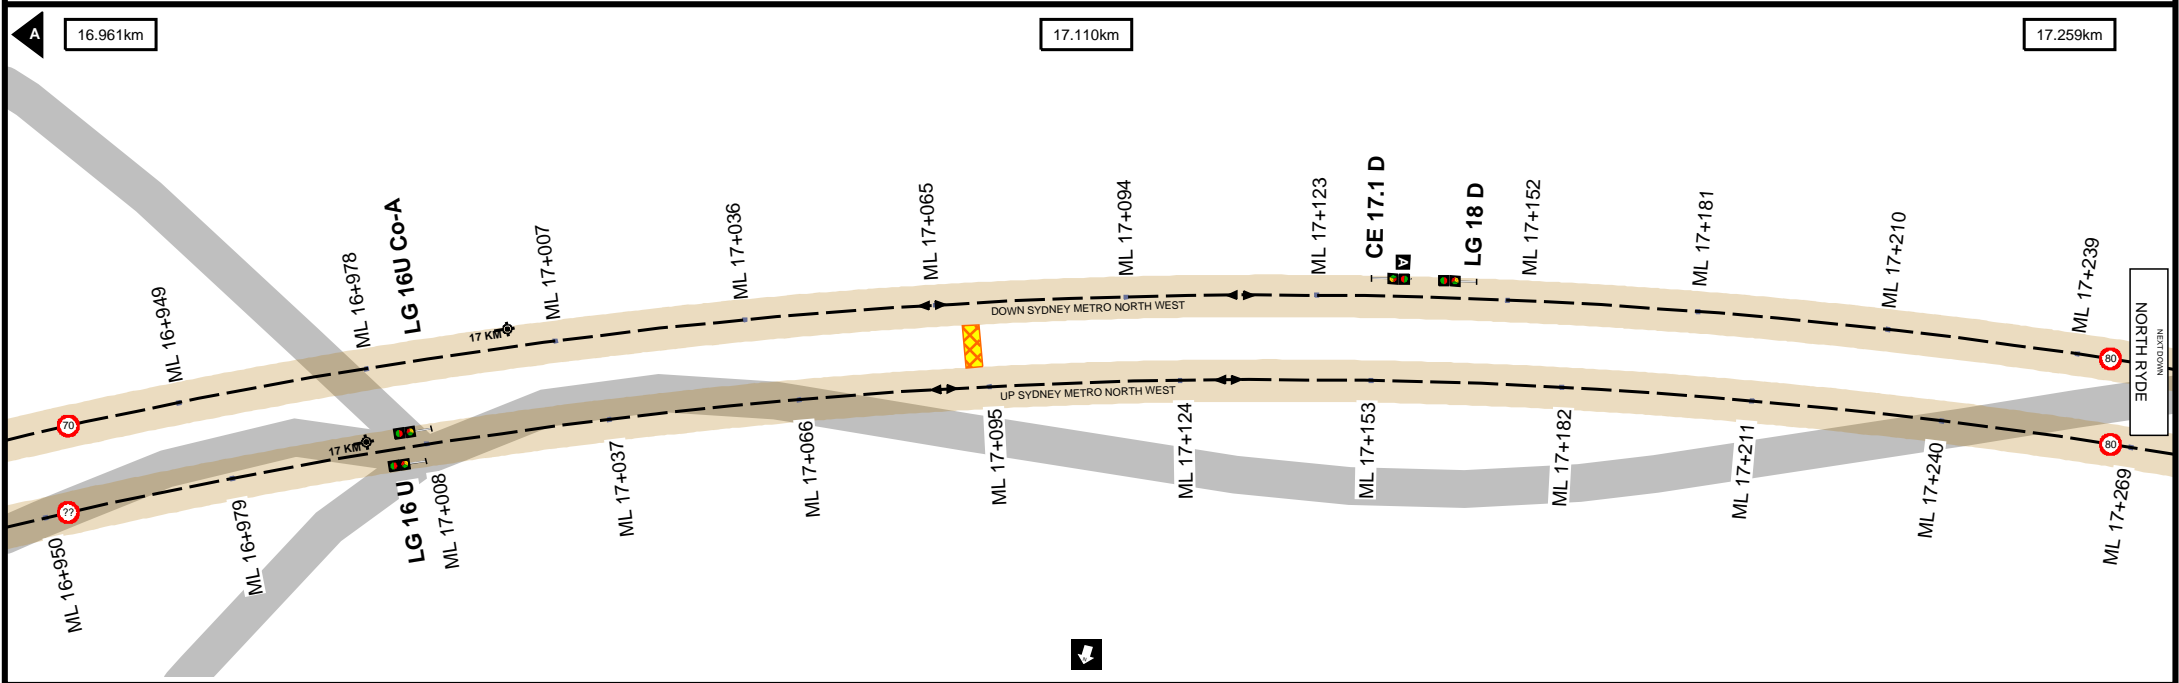 A
16.961km
17.110km
17.259km
ML 16+949
ML 16+978
LG 16U Co-A
17 KM
ML 17+007
ML 17+036
ML 17+065
ML 17+094
ML 17+123
CE 17.1 D
A
LG 18 D
ML 17+152
ML 17+181
ML 17+210
ML 17+239
DOWN SYDNEY METRO NORTH WEST
70
80
NEXT DOWN
NORTH RYDE
UP SYDNEY METRO NORTH WEST
17 KM
??
80
ML 16+950
ML 16+979
LG 16 U
ML 17+008
ML 17+037
ML 17+066
ML 17+095
ML 17+124
ML 17+153
ML 17+182
ML 17+211
ML 17+240
ML 17+269